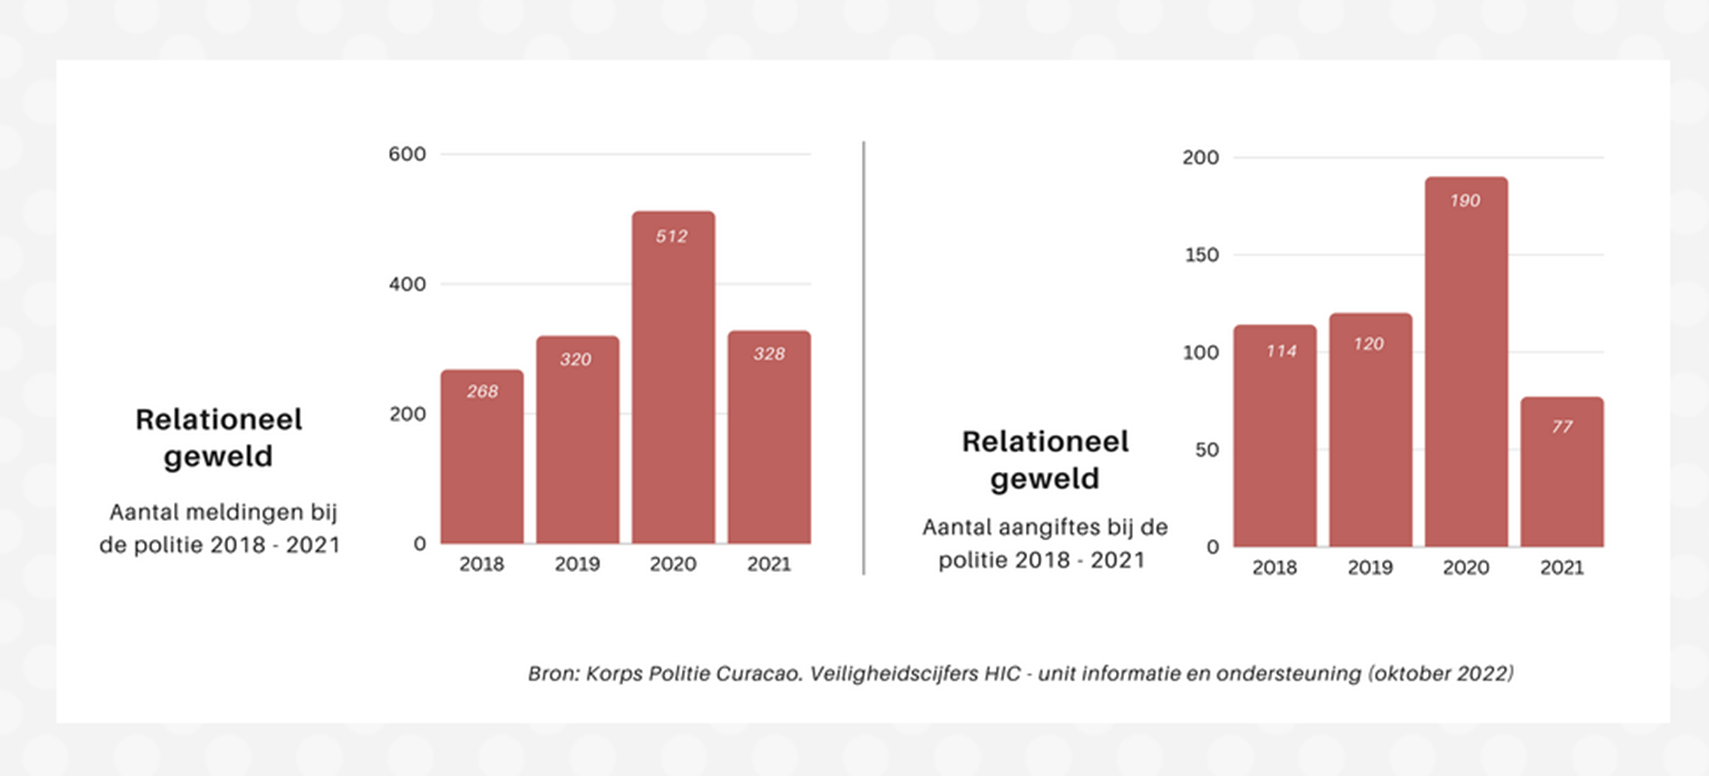 Relationeel
geweld
Aantal meldingen bij
de politie 2018 - 2021
600
400
200
0
268
320
512
328
2018
2019
2020
2021
Relationeel
geweld
Aantal aangiftes bij de
politie 2018 - 2021
200
150
100
50
0
114
120
190
77
2018
2019
2020
2021
Bron: Korps Politie Curacao. Veiligheidscijfers HIC - unit informatie en ondersteuning (oktober 2022)